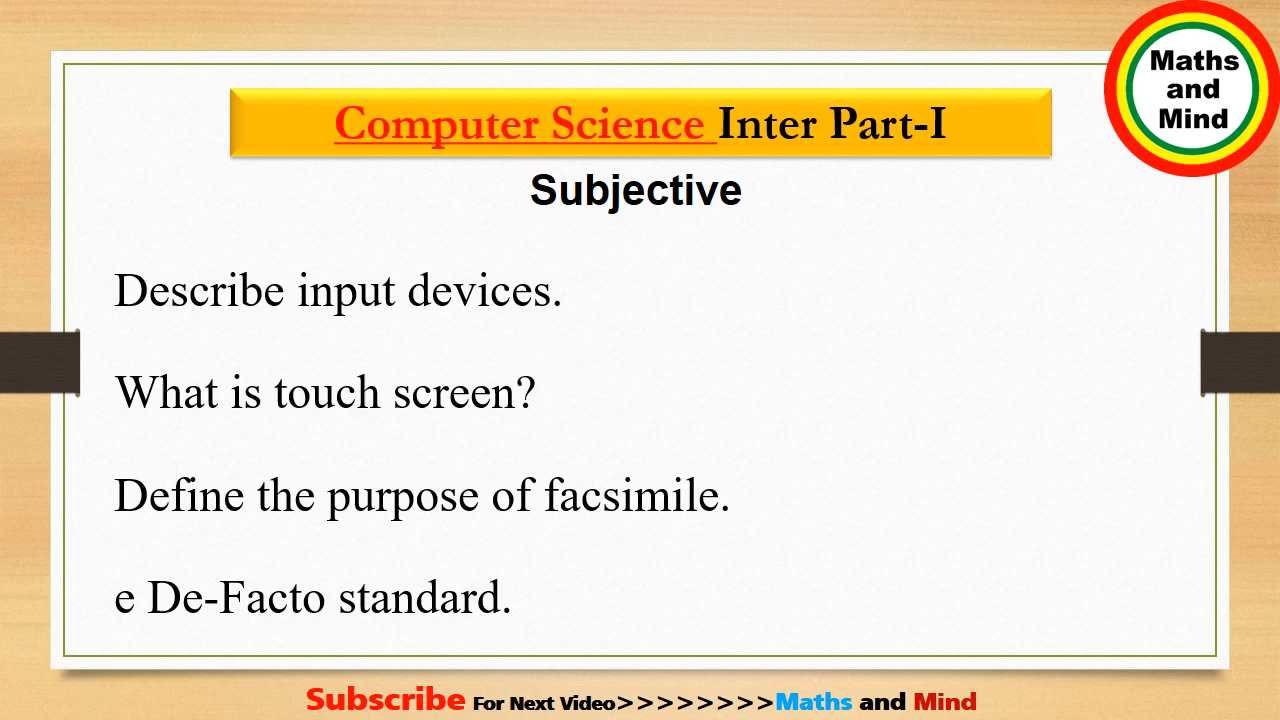 Maths
and
Mind
Computer Science Inter Part-I
Subjective
Describe input devices.
What is touch screen?
Define the purpose of facsimile.
e De-Facto standard.
Subscribe For Next Video>>>>>>>>Maths and Mind